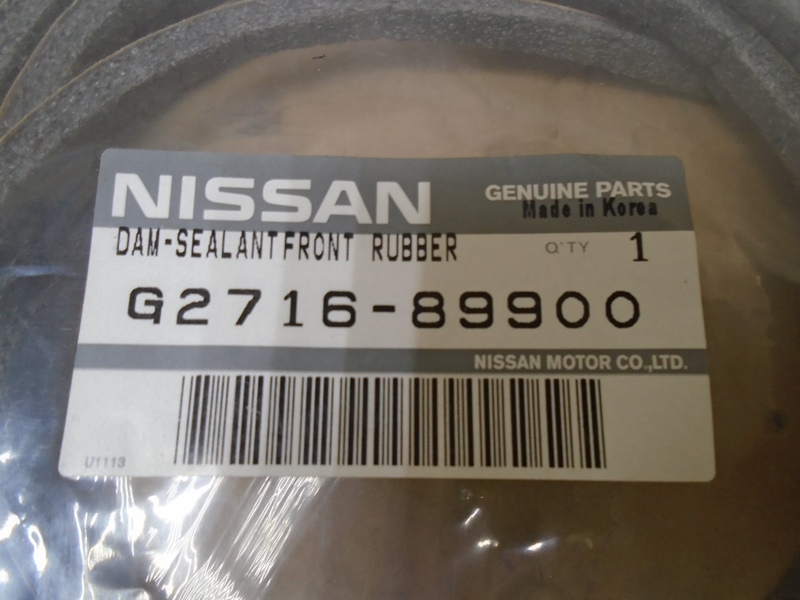 NISSAN
GENUINE PARTS
Made in Korea
DAM-SEALANTFRONT RUBBER
Q'TY 1
G2716-89900
NISSAN MOTOR CO.,LTD.
U1113